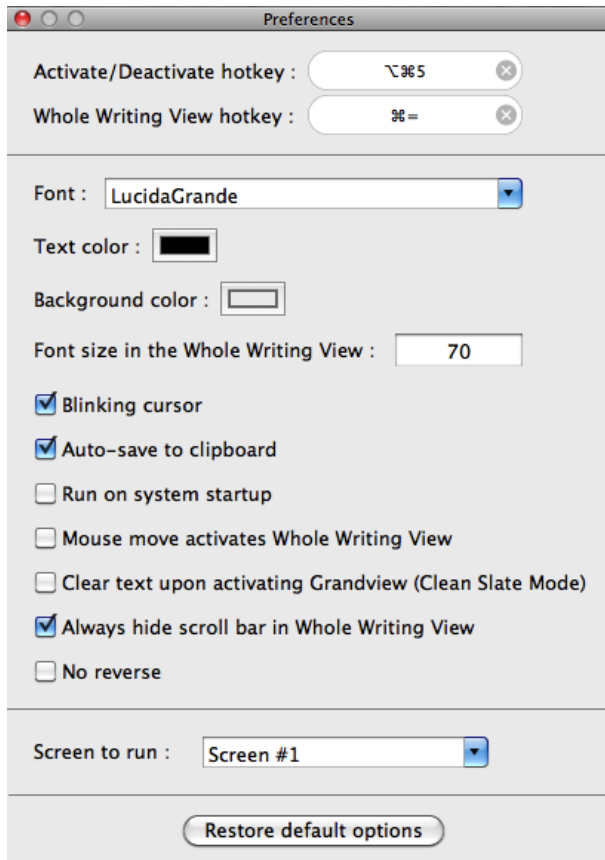 Preferences
Activate/Deactivate hotkey : ⌥⌘5
Whole Writing View hotkey : ⌘=
Font : LucidaGrande
Text color :
Background color :
Font size in the Whole Writing View : 70
Blinking cursor
Auto-save to clipboard
Run on system startup
Mouse move activates Whole Writing View
Clear text upon activating Grandview (Clean Slate Mode)
Always hide scroll bar in Whole Writing View
No reverse
Screen to run : Screen #1
Restore default options